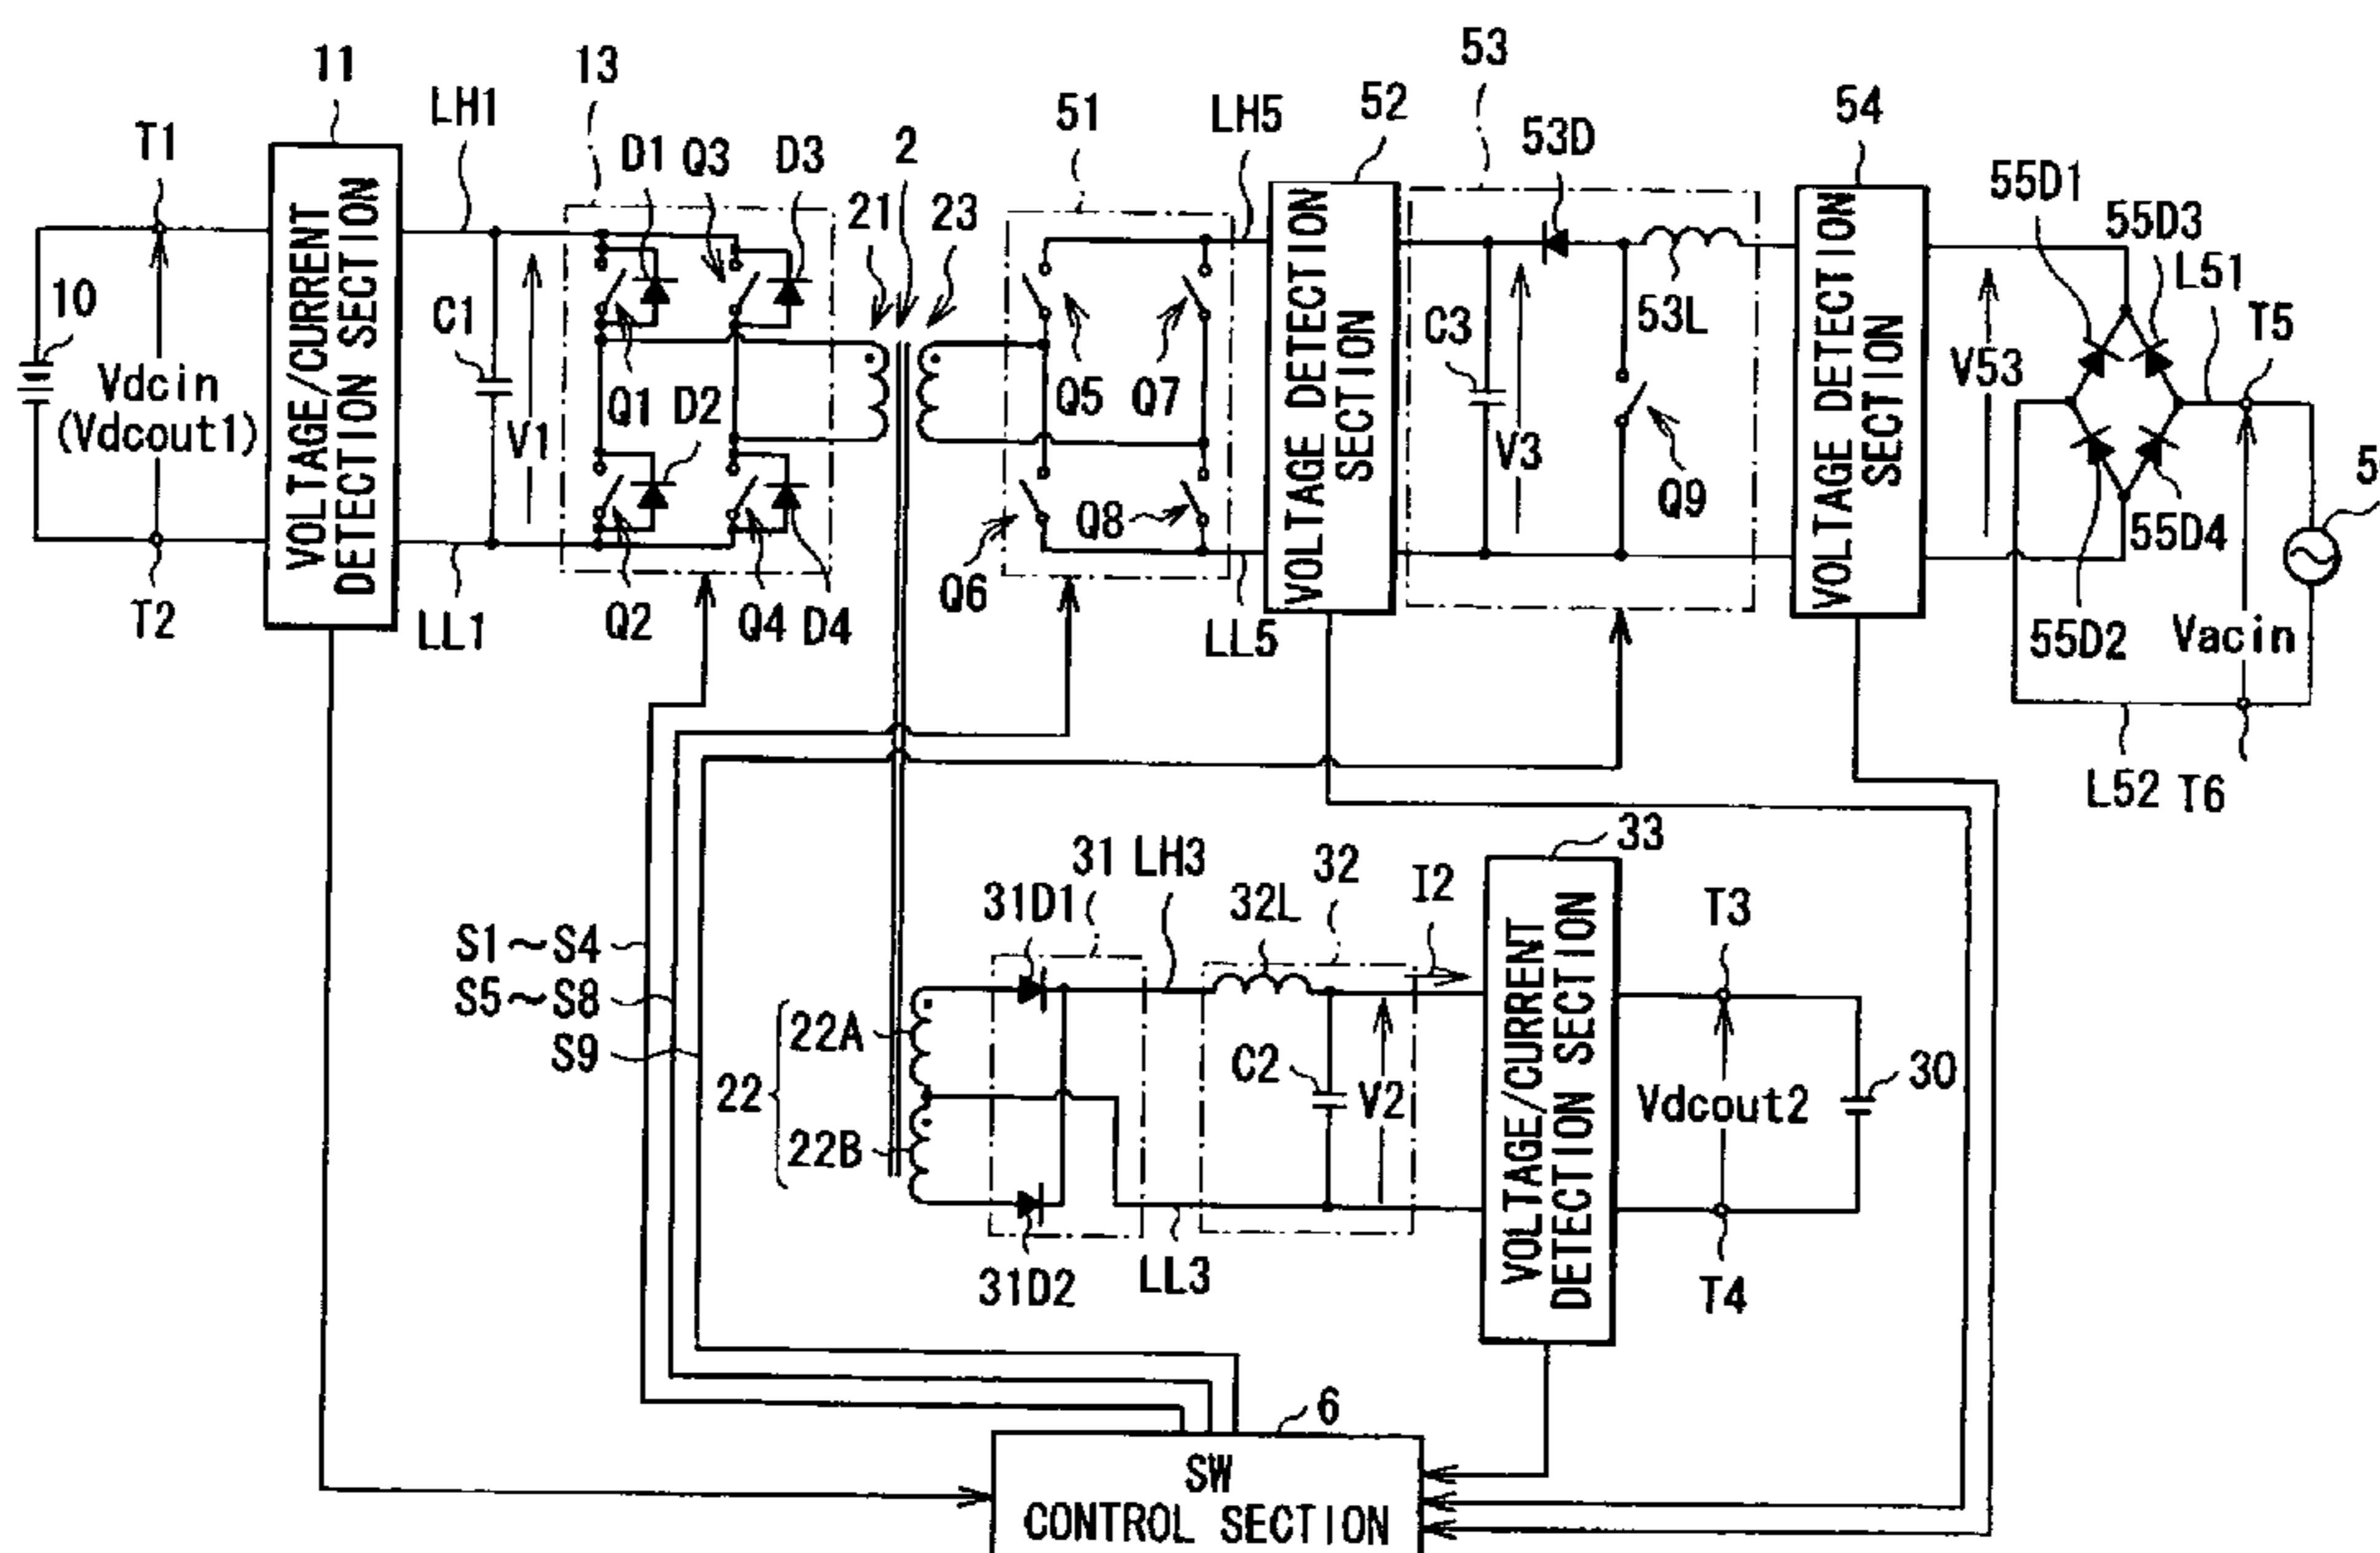 11
LH1
13
D1
Q3
D3
2
51
LH5
52
53
53D
54
T1
21
23
55D1
55D3
L51
T5
10
Vdcin
(Vdcout1)
VOLTAGE/CURRENT
DETECTION SECTION
C1
V1
Q1
D2
Q5
Q7
VOLTAGE DETECTION
SECTION
C3
V3
53L
Q9
VOLTAGE DETECTION
SECTION
V53
5
T2
LL1
Q2
Q4
D4
Q6
Q8
LL5
55D2
55D4
Vacin
L52
T6
S1~S4
S5~S8
S9
31D1
31
LH3
32L
32
I2
33
T3
22
22A
22B
C2
V2
VOLTAGE/CURRENT
DETECTION SECTION
Vdcout2
30
31D2
LL3
T4
6
SW
CONTROL SECTION